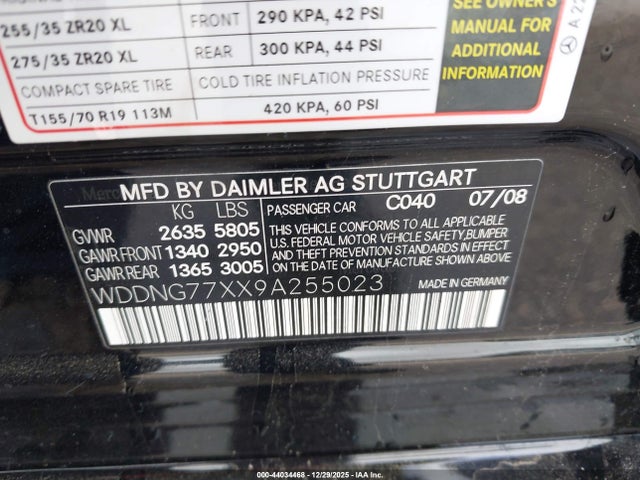 255/35 ZR20 XL FRONT 290 KPA, 42 PSI
275/35 ZR20 XL REAR 300 KPA, 44 PSI
COMPACT SPARE TIRE COLD TIRE INFLATION PRESSURE
T155/70 R19 113M 420 KPA, 60 PSI
SEE OWNER'S
MANUAL FOR
ADDITIONAL
INFORMATION
MFD BY DAIMLER AG STUTTGART
KG LBS PASSENGER CAR C040 07/08
GVWR 2635 5805
GAWR FRONT 1340 2950
GAWR REAR 1365 3005
THIS VEHICLE CONFORMS TO ALL APPLICABLE
U.S. FEDERAL MOTOR VEHICLE SAFETY, BUMPER
AND THEFT PREVENTION STANDARDS IN EFFECT
ON THE DATE OF MANUFACTURE SHOWN ABOVE.
WDDNG77XX9A255023
000-44034468 - 12/29/2025 - IAA Inc.